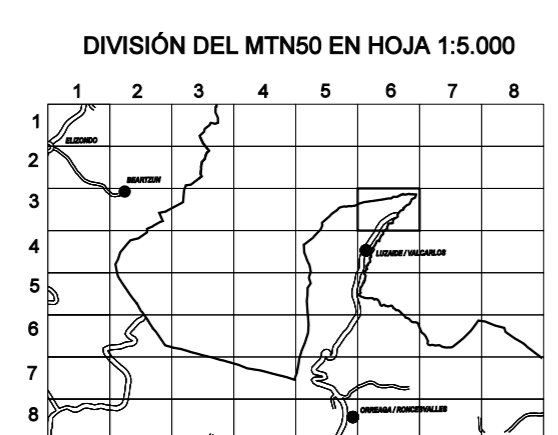 DIVISIÓN DEL MTN50 EN HOJA 1:5.000
1 2 3 4 5 6 7 8
1
ELIZONDO
2
BEARTZUN
3
4
LUZAIDE / VALCARLOS
5
6
7
8
ORREAGA / RONCESVALLES